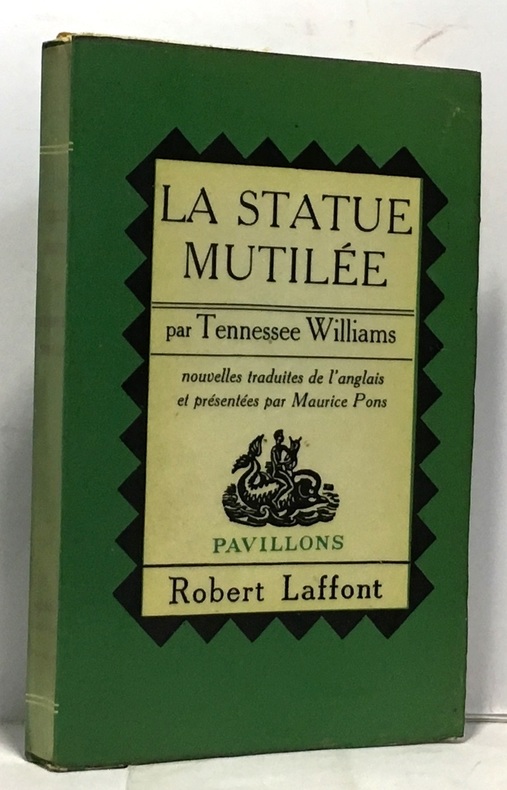 LA STATUE
MUTILÉE
par Tennessee Williams
nouvelles traduites de l'anglais
et présentées par Maurice Pons
PAVILLONS
Robert Laffont